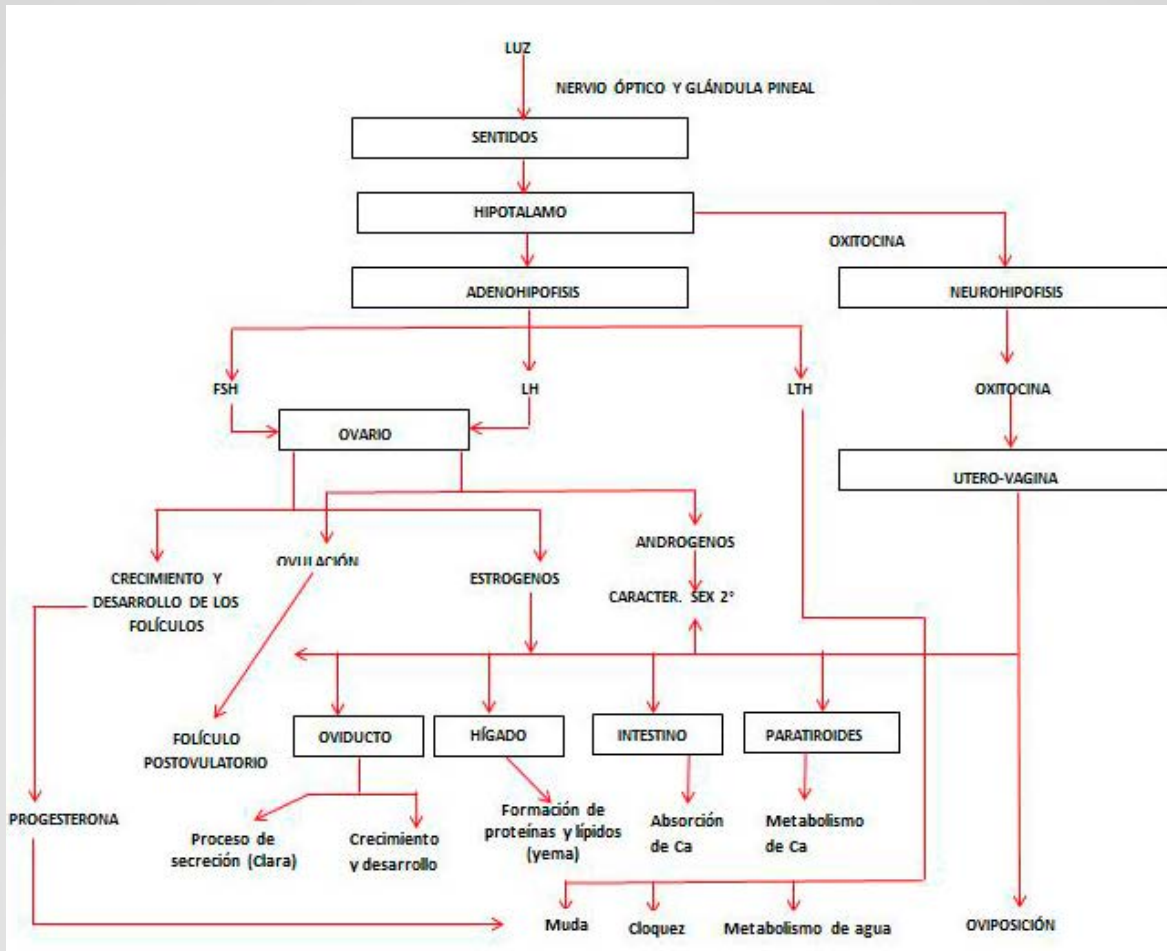 LUZ
NERVIO ÓPTICO Y GLÁNDULA PINEAL
SENTIDOS
HIPOTALAMO
OXITOCINA
ADENOHIPOFISIS
NEUROHIPOFISIS
FSH
LH
LTH
OXITOCINA
OVARIO
UTERO-VAGINA
ANDROGENOS
OVULACIÓN
CRECIMIENTO Y
DESARROLLO DE LOS
FOLÍCULOS
ESTROGENOS
CARACTER. SEX 2°
FOLÍCULO
POSTOVULATORIO
OVIDUCTO
HÍGADO
INTESTINO
PARATIROIDES
PROGESTERONA
Proceso de
secreción (Clara)
Crecimiento
y desarrollo
Formación de
proteínas y lípidos
(yema)
Absorción
de Ca
Metabolismo
de Ca
Muda
Cloquez
Metabolismo de agua
OVIPOSICIÓN